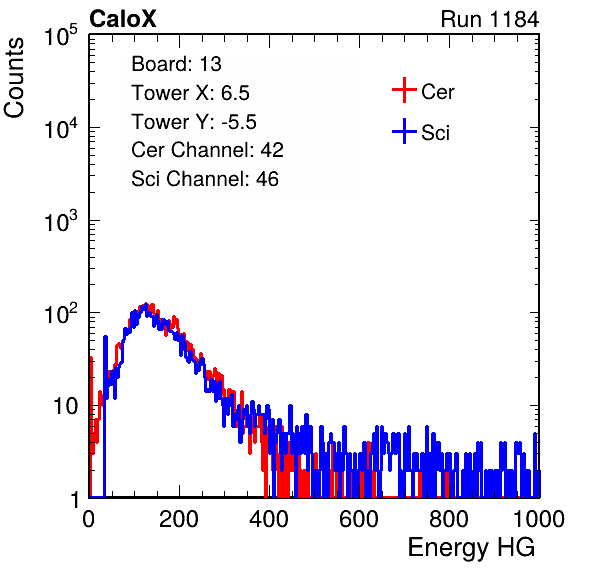 CaloX Run 1184
Counts
Board: 13
Tower X: 6.5
Tower Y: -5.5
Cer Channel: 42
Sci Channel: 46
Cer
Sci
10^5
10^4
10^3
10^2
10
1
0 200 400 600 800 1000
Energy HG